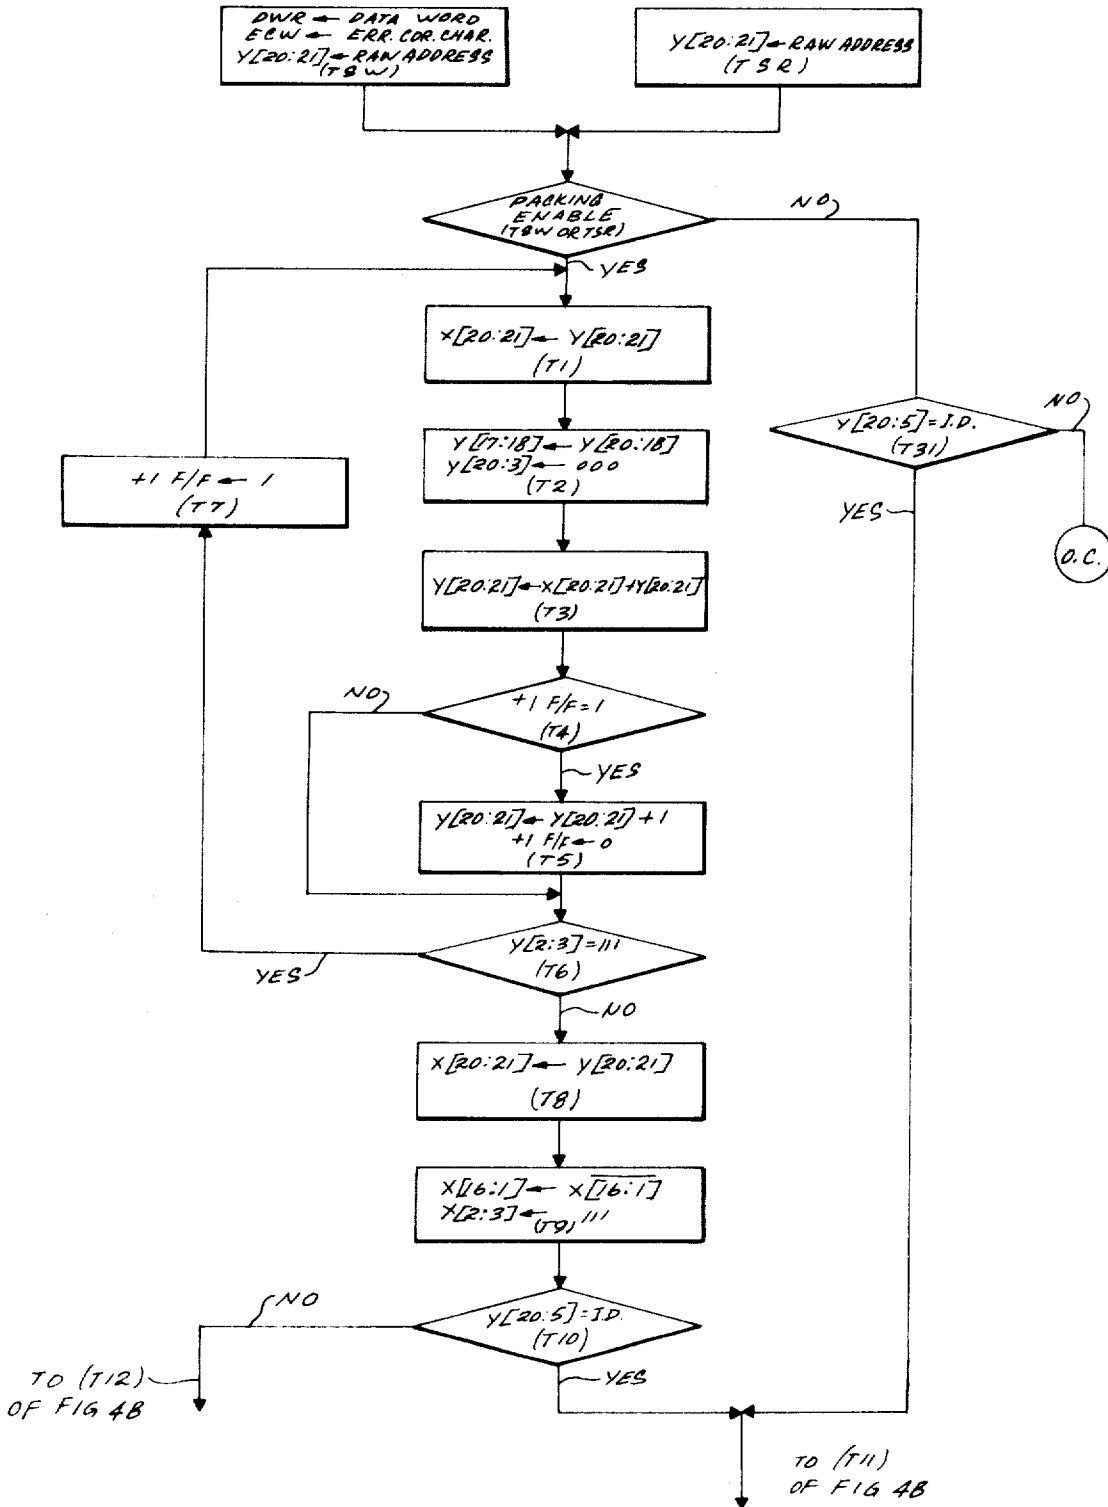 DWR ← DATA WORD
ECW ← ERR. COR. CHAR.
Y[20:21] ← RAW ADDRESS
(TSW)
Y[20:21] ← RAW ADDRESS
(TSR)
PACKING
ENABLE
(TSW OR TSR)
NO
YES
X[20:21] ← Y[20:21]
(T1)
Y[17:18] ← Y[20:18]
Y[20:3] ← 000
(T2)
+1 F/F ← 1
(T7)
Y[20:5] = I.D.
(T31)
NO
YES
O.C.
Y[20:21] ← X[20:21] + Y[20:21]
(T3)
NO
+1 F/F = 1
(T4)
YES
Y[20:21] ← Y[20:21] + 1
+1 F/F ← 0
(T5)
Y[2:3] = 111
(T6)
YES
NO
X[20:21] ← Y[20:21]
(T8)
X[16:1] ← X[̅1̅6̅:̅1̅]̅
X[2:3] ← 111
(T9)
NO
Y[20:5] = I.D.
(T10)
YES
TO (T12)
OF FIG 4B
TO (T11)
OF FIG 4B